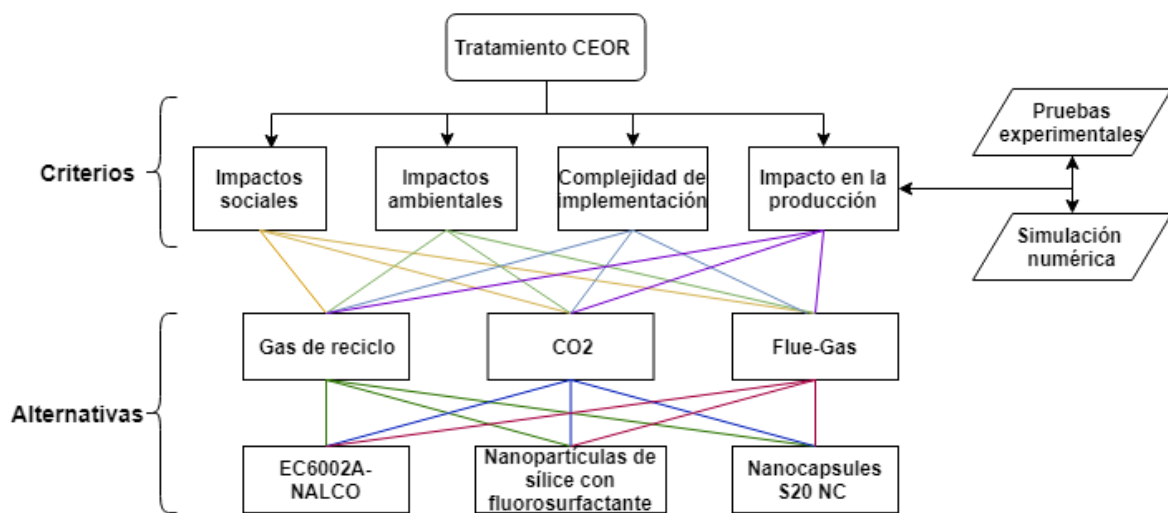 Tratamiento CEOR
Criterios
Impactos
sociales
Impactos
ambientales
Complejidad de
implementación
Impacto en la
producción
Pruebas
experimentales
Simulación
numérica
Alternativas
Gas de reciclo
CO2
Flue-Gas
EC6002A-
NALCO
Nanopartículas de
sílice con
fluorosurfactante
Nanocapsules
S20 NC